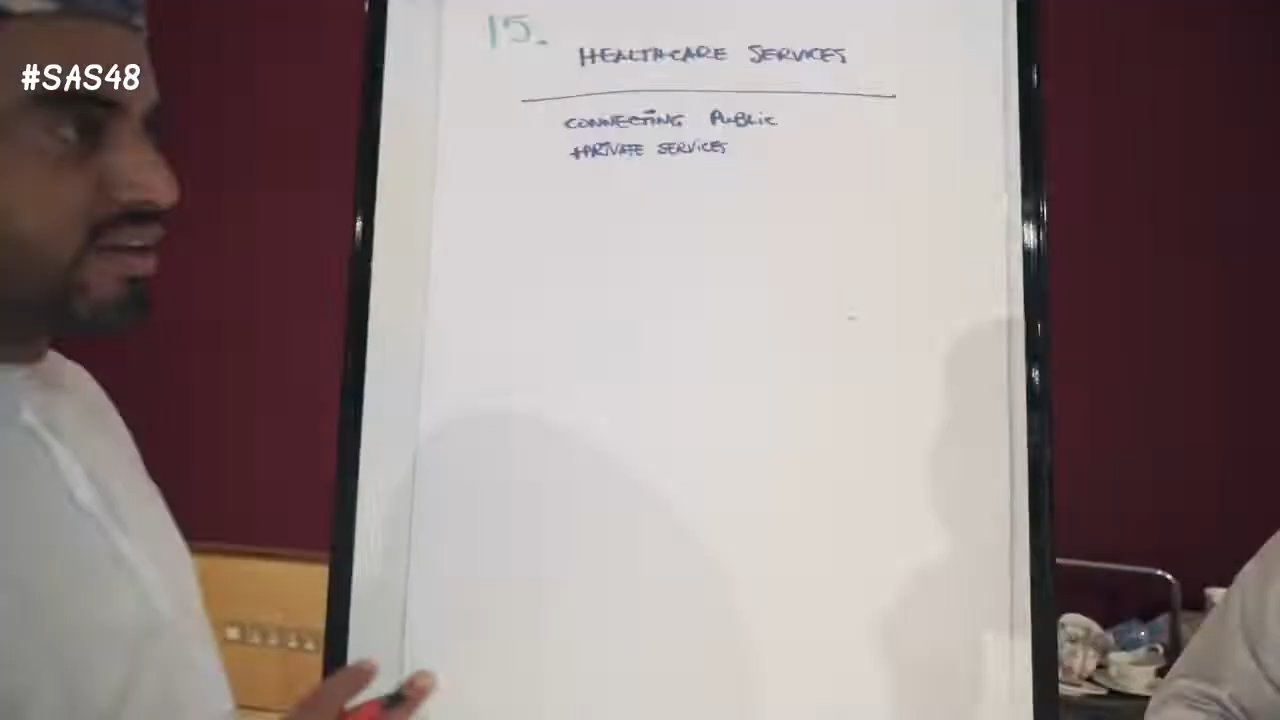 #SAS48
15.
HEALTHCARE SERVICES
CONNECTING PUBLIC
+PRIVATE SERVICES